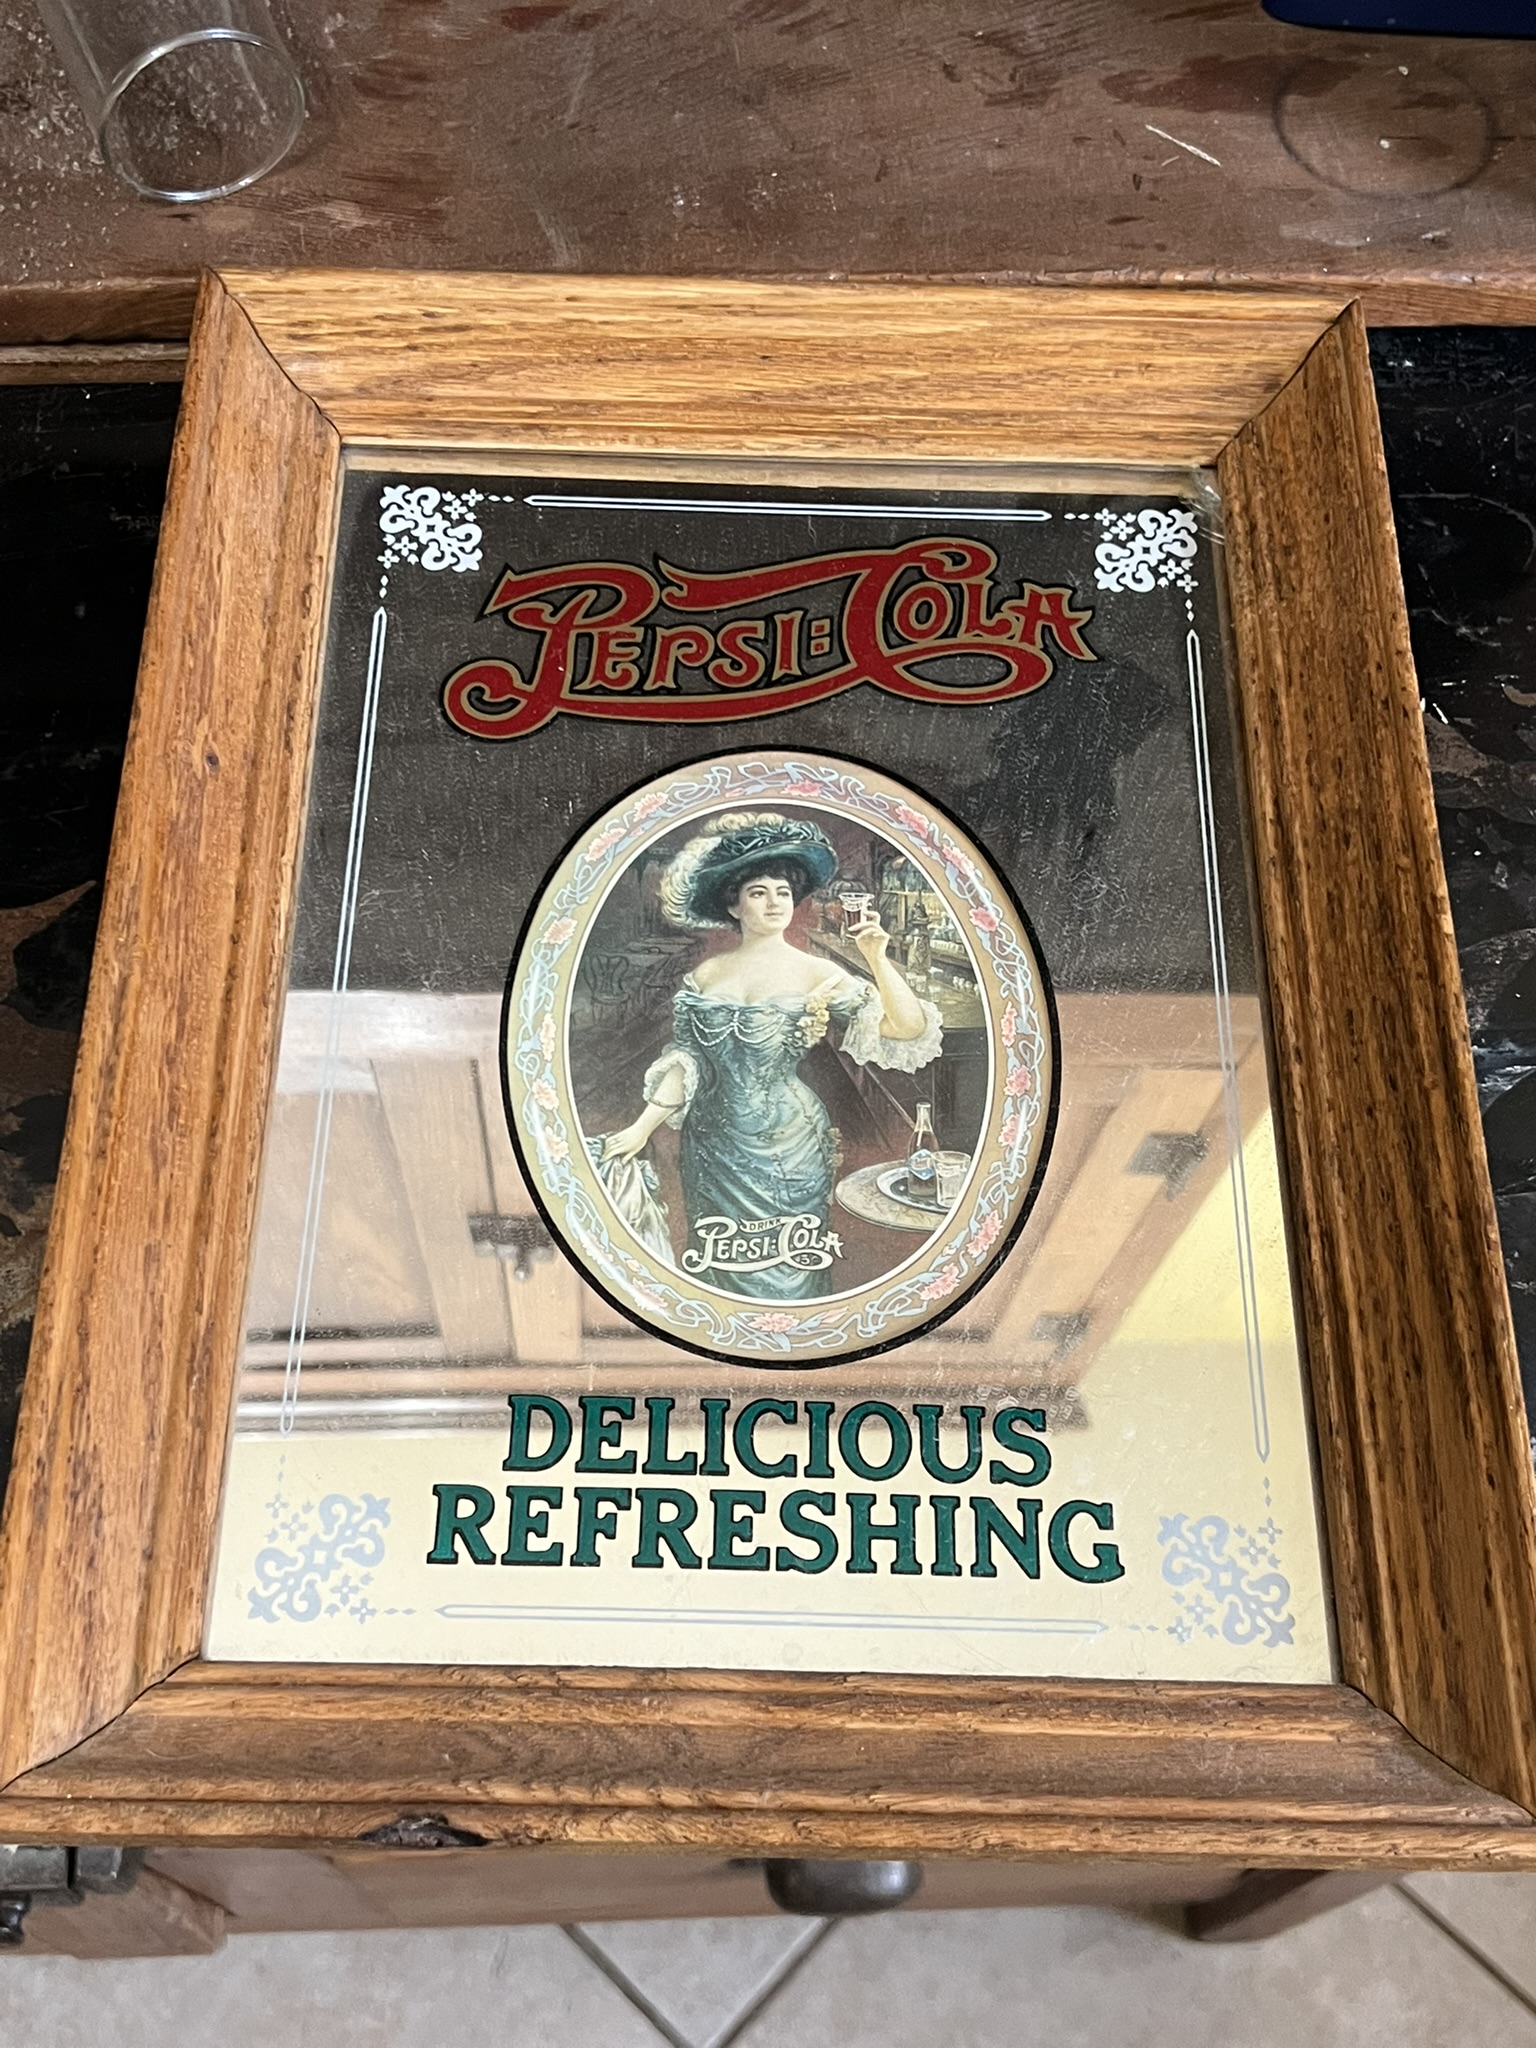 PEPSI:COLA
DRINK
PEPSI:COLA
5¢
DELICIOUS
REFRESHING